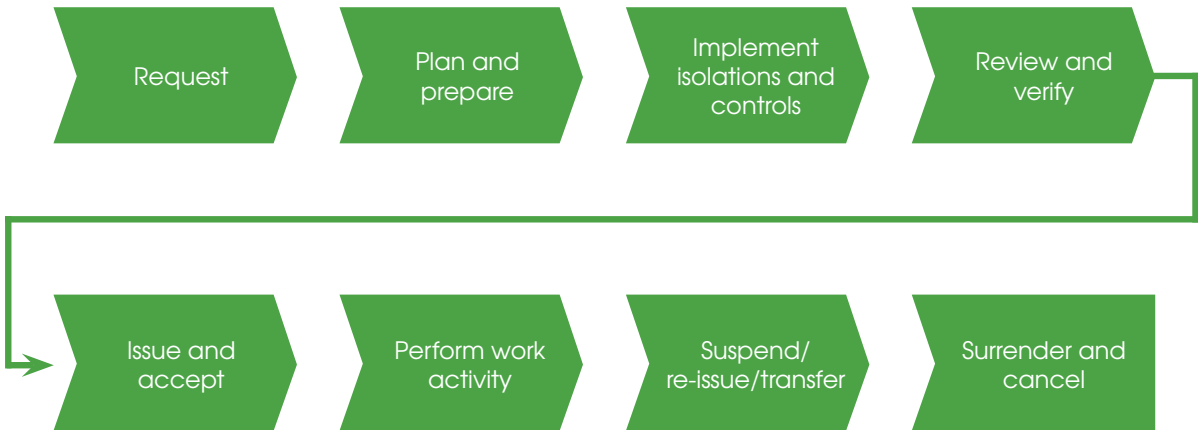 Request
Plan and
prepare
Implement
isolations and
controls
Review and
verify
Issue and
accept
Perform work
activity
Suspend/
re-issue/transfer
Surrender and
cancel